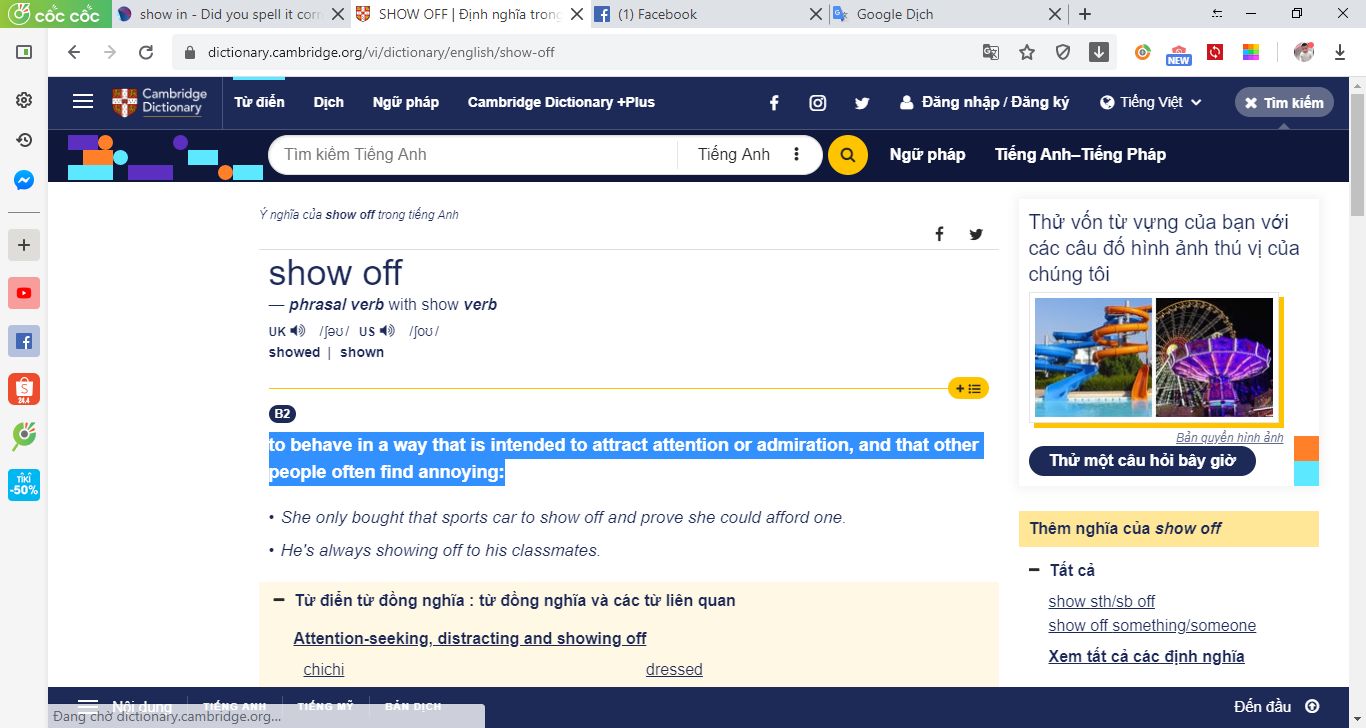 cốc cốc
show in - Did you spell it corr
SHOW OFF | Định nghĩa trong
(1) Facebook
Google Dịch
dictionary.cambridge.org/vi/dictionary/english/show-off
NEW
Cambridge
Dictionary
Từ điển
Dịch
Ngữ pháp
Cambridge Dictionary +Plus
Đăng nhập / Đăng ký
Tiếng Việt
Tìm kiếm
Tìm kiếm Tiếng Anh
Tiếng Anh
Ngữ pháp
Tiếng Anh–Tiếng Pháp
Ý nghĩa của show off trong tiếng Anh
show off
— phrasal verb with show verb
UK /ʃəʊ/ US /ʃoʊ/
showed | shown
B2
to behave in a way that is intended to attract attention or admiration, and that other
people often find annoying:
• She only bought that sports car to show off and prove she could afford one.
• He's always showing off to his classmates.
Từ điển từ đồng nghĩa : từ đồng nghĩa và các từ liên quan
Attention-seeking, distracting and showing off
chichi
dressed
Thử vốn từ vựng của bạn với
các câu đố hình ảnh thú vị của
chúng tôi
Bản quyền hình ảnh
Thử một câu hỏi bây giờ
Thêm nghĩa của show off
Tất cả
show sth/sb off
show off something/someone
Xem tất cả các định nghĩa
S
24.4
TIKI
-50%
Nội dung
TIẾNG ANH
TIẾNG MỸ
BẢN DỊCH
Đến đầu
Đang chờ dictionary.cambridge.org...